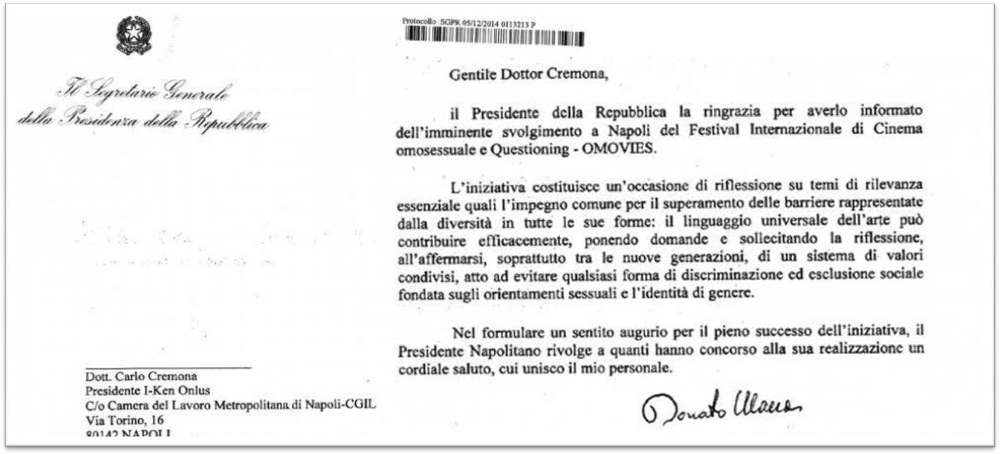 Il Segretario Generale
della Presidenza della Repubblica
Dott. Carlo Cremona
Presidente I-Ken Onlus
C/o Camera del Lavoro Metropolitana di Napoli-CGIL
Via Torino, 16
80142 NAPOLI
Protocollo SGPR 05/12/2014 0113213 P
Gentile Dottor Cremona,
il Presidente della Repubblica la ringrazia per averlo informato
dell'imminente svolgimento a Napoli del Festival Internazionale di Cinema
omosessuale e Questioning - OMOVIES.
L'iniziativa costituisce un'occasione di riflessione su temi di rilevanza
essenziale quali l'impegno comune per il superamento delle barriere rappresentate
dalla diversità in tutte le sue forme: il linguaggio universale dell'arte può
contribuire efficacemente, ponendo domande e sollecitando la riflessione,
all'affermarsi, soprattutto tra le nuove generazioni, di un sistema di valori
condivisi, atto ad evitare qualsiasi forma di discriminazione ed esclusione sociale
fondata sugli orientamenti sessuali e l'identità di genere.
Nel formulare un sentito augurio per il pieno successo dell'iniziativa, il
Presidente Napolitano rivolge a quanti hanno concorso alla sua realizzazione un
cordiale saluto, cui unisco il mio personale.
Donato